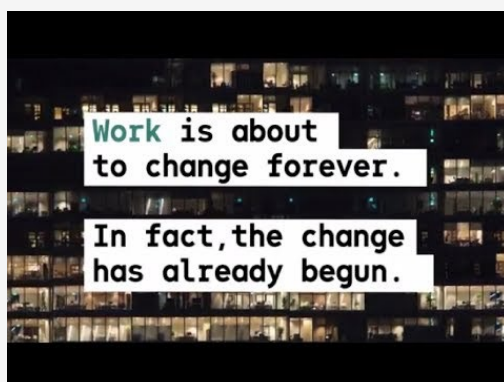 Work is about
to change forever.
In fact,the change
has already begun.